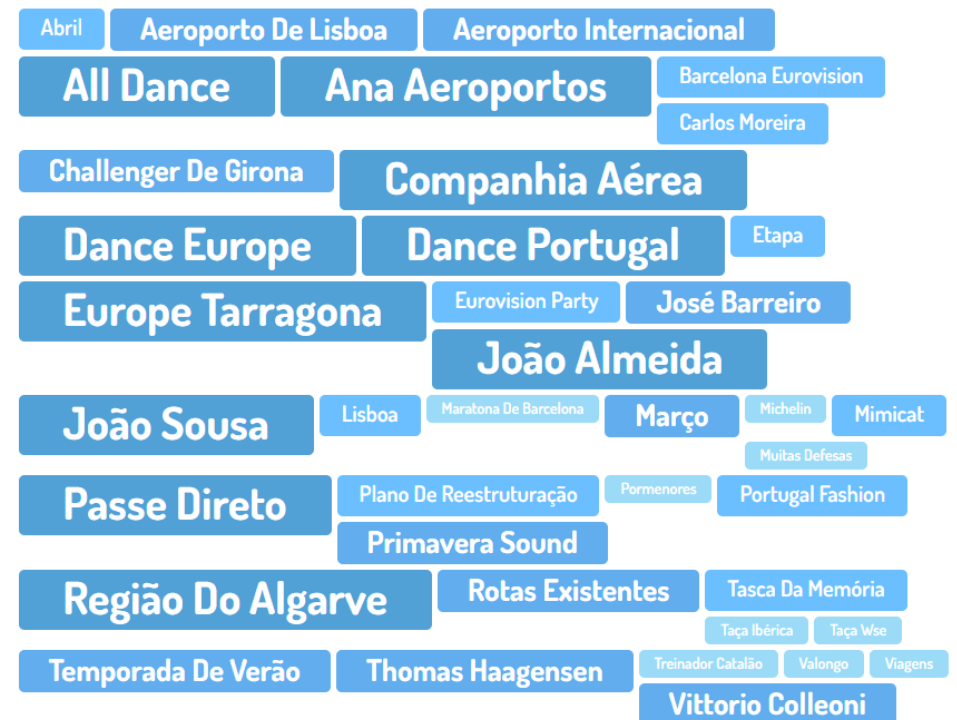 Abril
Aeroporto De Lisboa
Aeroporto Internacional
All Dance
Ana Aeroportos
Barcelona Eurovision
Carlos Moreira
Challenger De Girona
Companhia Aérea
Dance Europe
Dance Portugal
Etapa
Europe Tarragona
Eurovision Party
José Barreiro
João Almeida
João Sousa
Lisboa
Maratona De Barcelona
Março
Michelin
Mimicat
Muitas Defesas
Passe Direto
Plano De Reestruturação
Pormenores
Portugal Fashion
Primavera Sound
Região Do Algarve
Rotas Existentes
Tasca Da Memória
Taça Ibérica
Taça Wse
Temporada De Verão
Thomas Haagensen
Treinador Catalão
Valongo
Viagens
Vittorio Colleoni